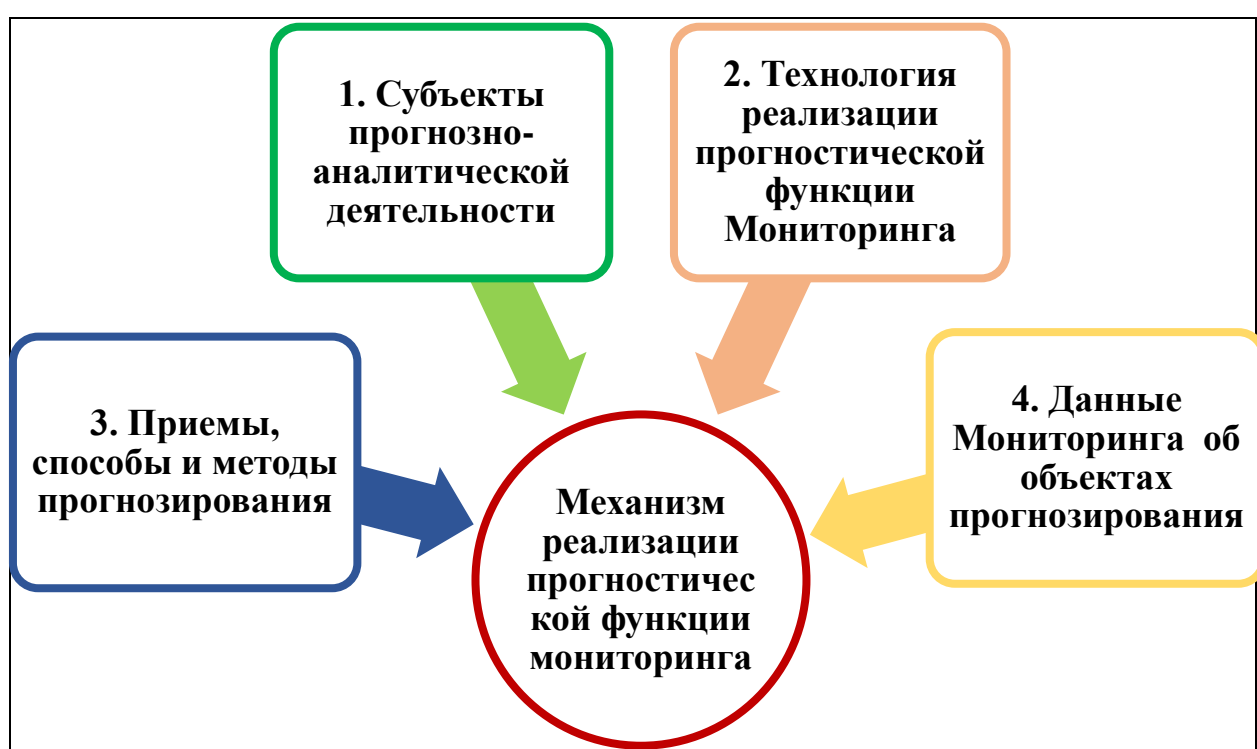 1. Субъекты
прогнозно-
аналитической
деятельности
2. Технология
реализации
прогностической
функции
Мониторинга
3. Приемы,
способы и методы
прогнозирования
4. Данные
Мониторинга об
объектах
прогнозирования
Механизм
реализации
прогностичес
кой функции
мониторинга